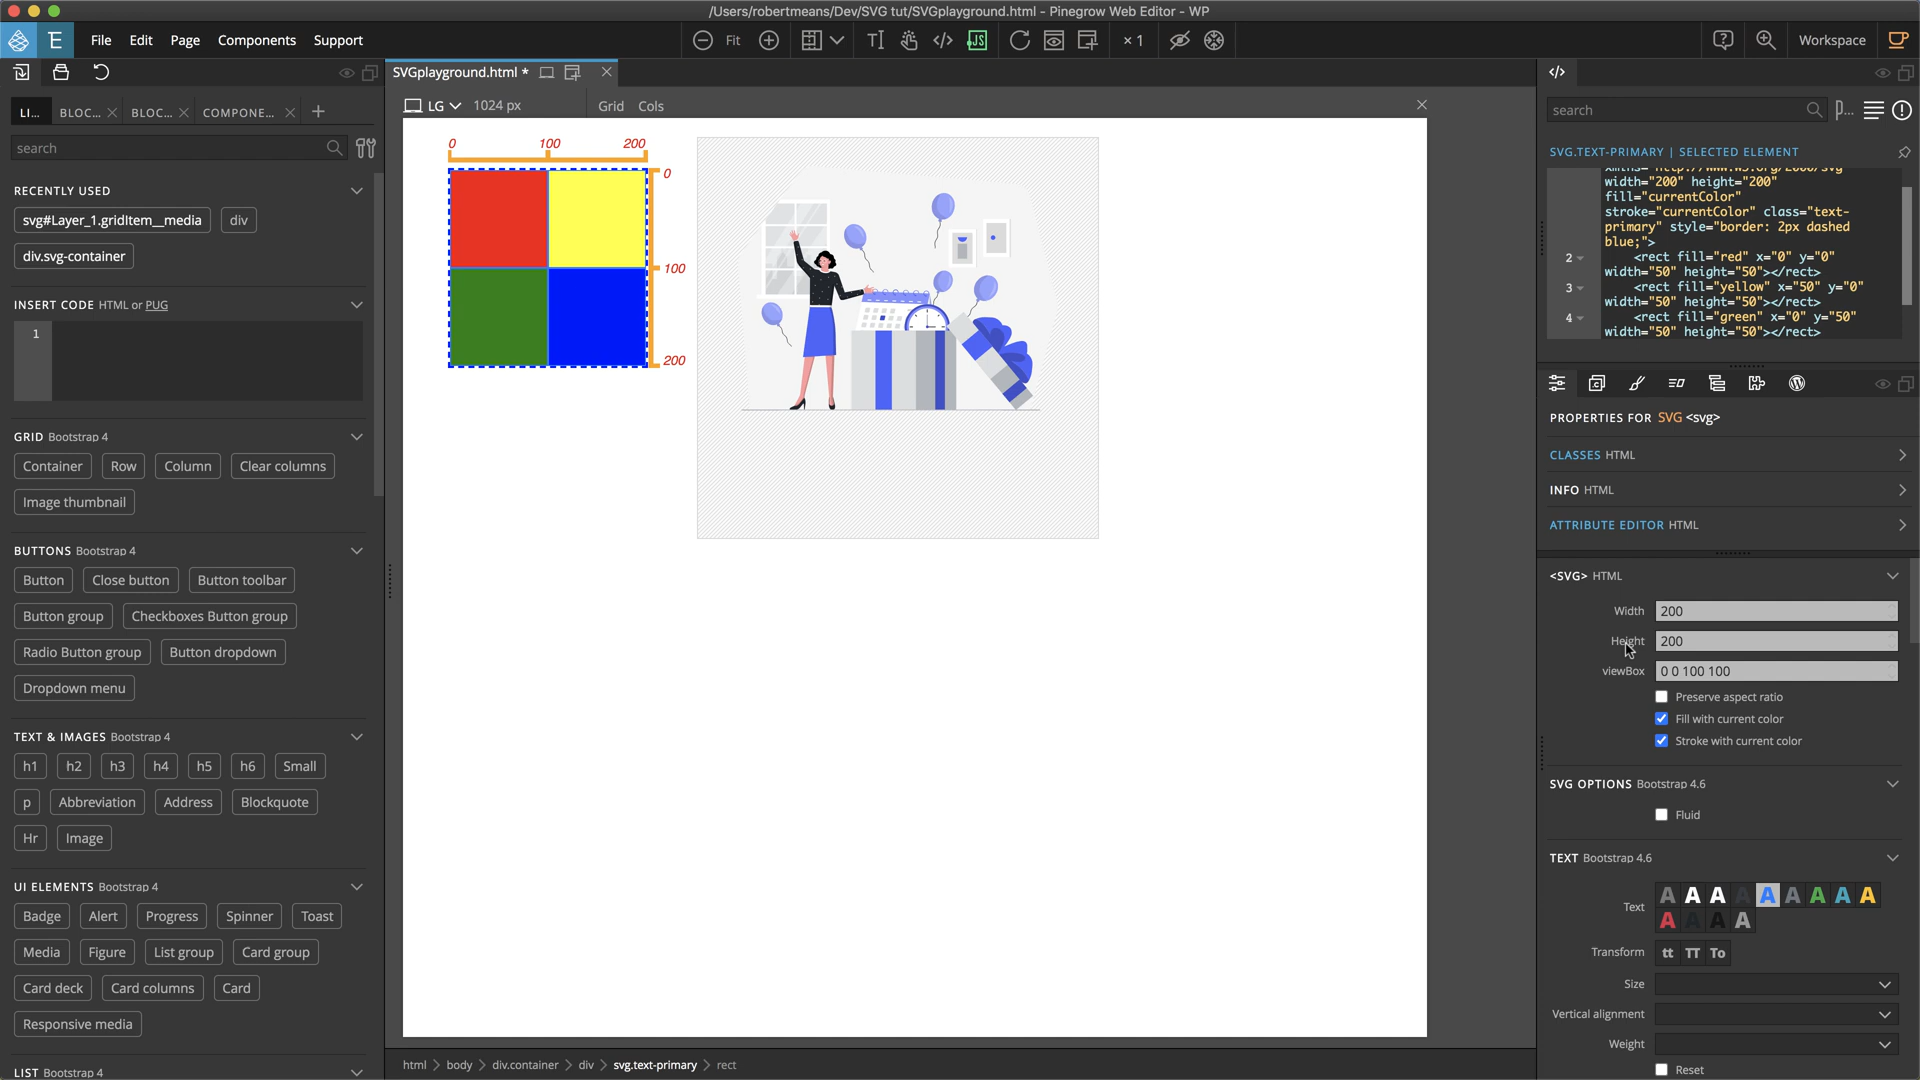 /Users/robertmeans/Dev/SVG tut/SVGplayground.html - Pinegrow Web Editor - WP
File Edit Page Components Support
Fit
× 1
Workspace
SVGplayground.html *
LI... BLOC... BLOC... COMPONE...
LG 1024 px Grid Cols
search
search
p...
RECENTLY USED
svg#Layer_1.gridItem__media div
div.svg-container
INSERT CODE HTML or PUG
1
GRID Bootstrap 4
Container Row Column Clear columns
Image thumbnail
BUTTONS Bootstrap 4
Button Close button Button toolbar
Button group Checkboxes Button group
Radio Button group Button dropdown
Dropdown menu
TEXT & IMAGES Bootstrap 4
h1 h2 h3 h4 h5 h6 Small
p Abbreviation Address Blockquote
Hr Image
UI ELEMENTS Bootstrap 4
Badge Alert Progress Spinner Toast
Media Figure List group Card group
Card deck Card columns Card
Responsive media
LIST Bootstrap 4
0 100 200
0
100
200
html body div.container div svg.text-primary rect
SVG.TEXT-PRIMARY | SELECTED ELEMENT
width="200" height="200"
fill="currentColor"
stroke="currentColor" class="text-
primary" style="border: 2px dashed
blue;">
2 <rect fill="red" x="0" y="0"
width="50" height="50"></rect>
3 <rect fill="yellow" x="50" y="0"
width="50" height="50"></rect>
4 <rect fill="green" x="0" y="50"
width="50" height="50"></rect>
PROPERTIES FOR SVG <svg>
CLASSES HTML
INFO HTML
ATTRIBUTE EDITOR HTML
<SVG> HTML
Width 200
Height 200
viewBox 0 0 100 100
Preserve aspect ratio
Fill with current color
Stroke with current color
SVG OPTIONS Bootstrap 4.6
Fluid
TEXT Bootstrap 4.6
Text A A A A A A A A A
A A A A
Transform tt TT To
Size
Vertical alignment
Weight
Reset